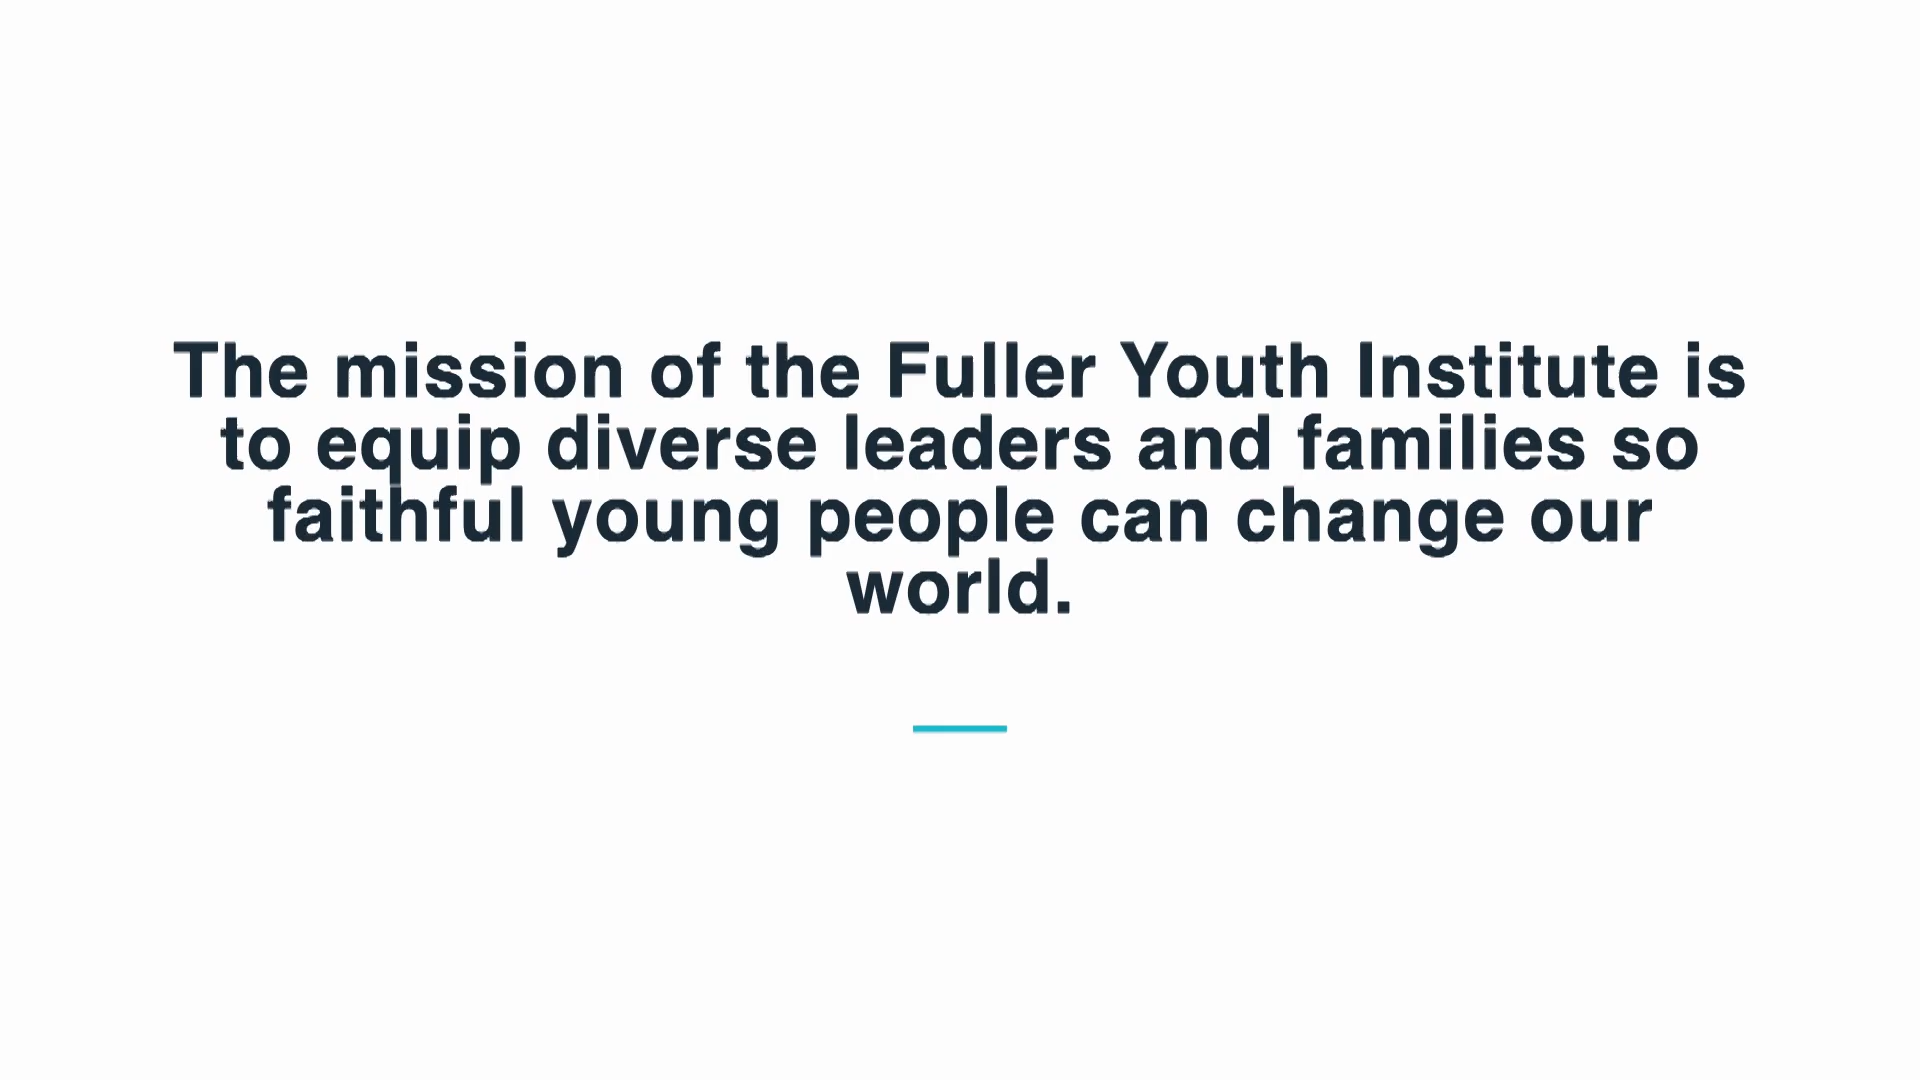 The mission of the Fuller Youth Institute is
to equip diverse leaders and families so
faithful young people can change our
world.